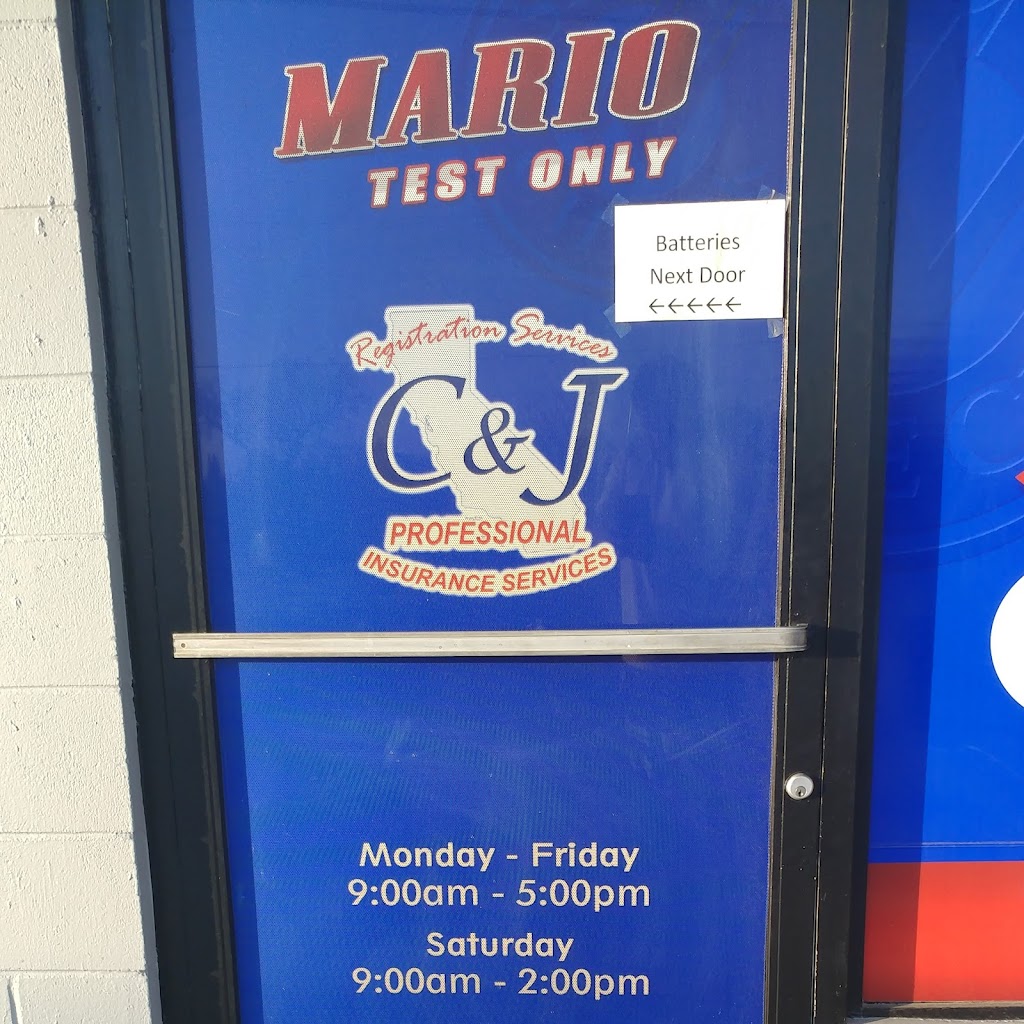 MARIO
TEST ONLY
Batteries
Next Door
←←←←←
Registration Services
C & J
PROFESSIONAL
INSURANCE SERVICES
Monday - Friday
9:00am - 5:00pm
Saturday
9:00am - 2:00pm